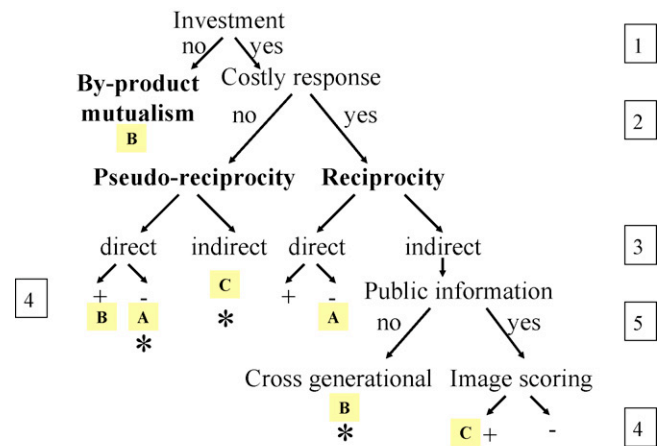 Investment
no yes 1
By-product Costly response
mutualism
B no yes 2
Pseudo-reciprocity Reciprocity
direct indirect direct indirect 3
4 + - C + - Public information
B A * A no yes 5
*
Cross generational Image scoring
B
* C + - 4